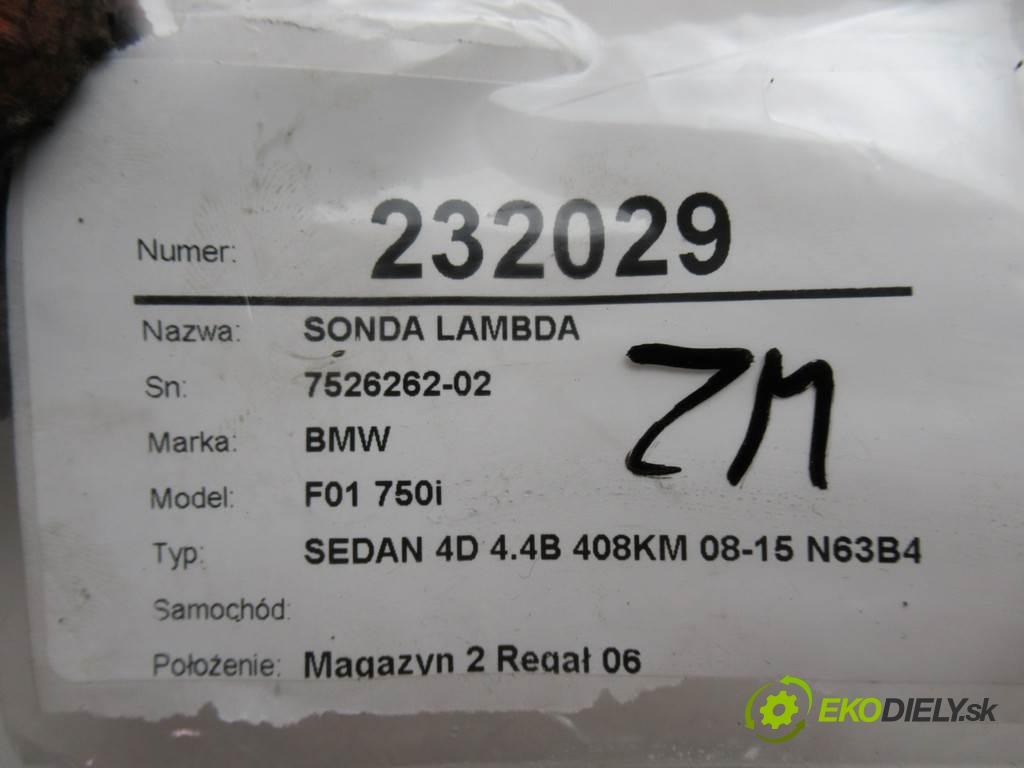 Numer: 232029
Nazwa: SONDA LAMBDA
Sn: 7526262-02
ZM
Marka: BMW
Model: F01 750i
Typ: SEDAN 4D 4.4B 408KM 08-15 N63B4
Samochód:
Położenie: Magazyn 2 Regał 06
EKODIELY.sk